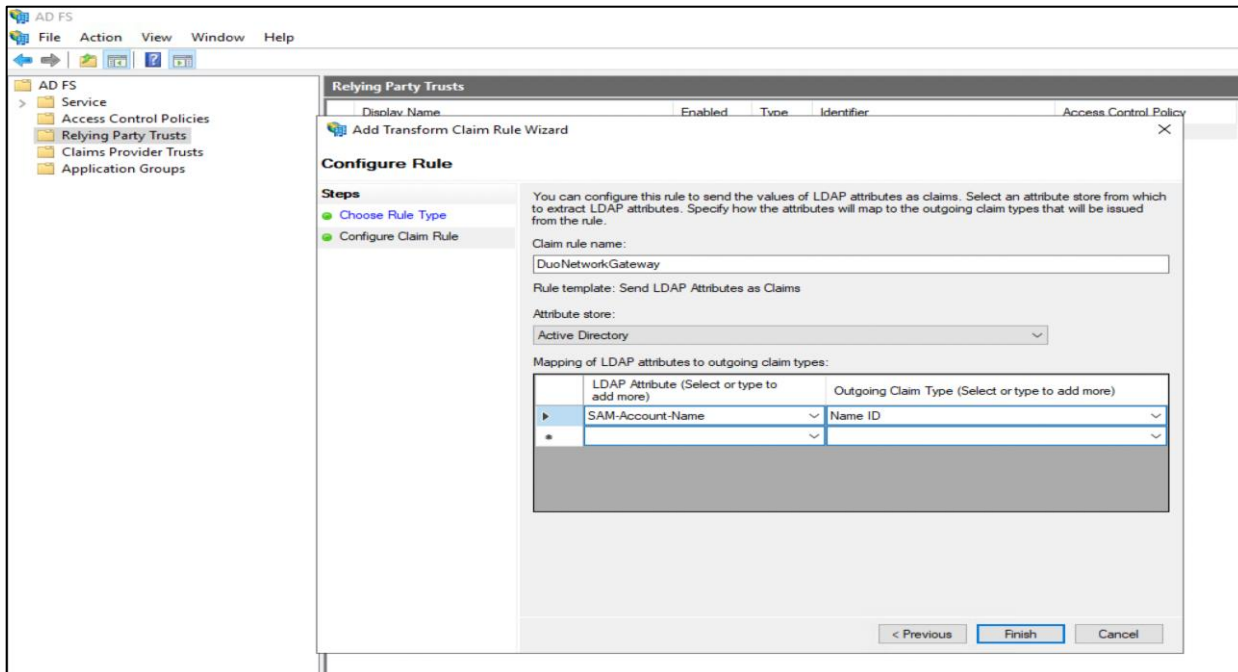 AD FS
File Action View Window Help
AD FS
Service
Access Control Policies
Relying Party Trusts
Claims Provider Trusts
Application Groups
Relying Party Trusts
Display Name Enabled Type Identifier Access Control Policy
Add Transform Claim Rule Wizard
Configure Rule
Steps
Choose Rule Type
Configure Claim Rule
You can configure this rule to send the values of LDAP attributes as claims. Select an attribute store from which
to extract LDAP attributes. Specify how the attributes will map to the outgoing claim types that will be issued
from the rule.
Claim rule name:
DuoNetworkGateway
Rule template: Send LDAP Attributes as Claims
Attribute store:
Active Directory
Mapping of LDAP attributes to outgoing claim types:
LDAP Attribute (Select or type to
add more)
Outgoing Claim Type (Select or type to add more)
SAM-Account-Name Name ID
< Previous Finish Cancel